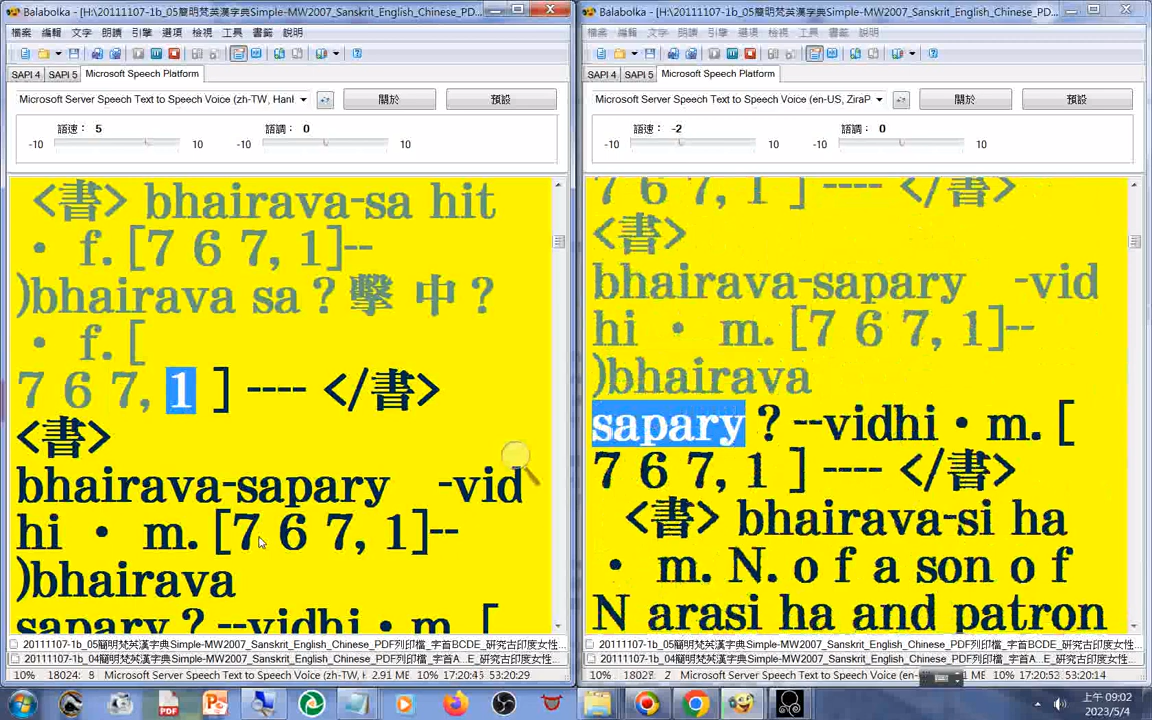 Balabolka - [H:\20111107-1b_05簡明梵英漢字典Simple-MW2007_Sanskrit_English_Chinese_PD...
檔案 編輯 文字 朗讀 引擎 選項 檢視 工具 書籤 說明
SAPI 4 SAPI 5 Microsoft Speech Platform
Microsoft Server Speech Text to Speech Voice (zh-TW, Hanl
關於 預設
語速： 5 語調： 0
-10 10 -10 10
<書> bhairava-sa hit
• f. [7 6 7, 1]--
)bhairava sa？擊 中？
• f. [
7 6 7, 1 ] ---- </書>
<書>
bhairava-sapary -vid
hi • m. [7 6 7, 1]--
)bhairava
sapary？--vidhi • m. [
20111107-1b_05簡明梵英漢字典Simple-MW2007_Sanskrit_English_Chinese_PDF列印檔_字首BCDE_研究古印度女性...
20111107-1b_04簡明梵英漢字典Simple-MW2007_Sanskrit_English_Chinese_PDF列印檔_字首A...E_研究古印度女性...
10% 18024: 8 Microsoft Server Speech Text to Speech Voice (zh-TW, H 2.91 MB 10% 17:20:45 53:20:29
Balabolka - [H:\20111107-1b_05簡明梵英漢字典Simple-MW2007_Sanskrit_English_Chinese_PD...
檔案 編輯 文字 朗讀 引擎 選項 檢視 工具 書籤 說明
SAPI 4 SAPI 5 Microsoft Speech Platform
Microsoft Server Speech Text to Speech Voice (en-US, ZiraP
關於 預設
語速： -2 語調： 0
-10 10 -10 10
7 6 7, 1 ] ---- </書>
<書>
bhairava-sapary -vid
hi • m. [7 6 7, 1]--
)bhairava
sapary ？--vidhi • m. [
7 6 7, 1 ] ---- </書>
<書> bhairava-si ha
• m. N. o f a son o f
N arasi ha and patron
20111107-1b_05簡明梵英漢字典Simple-MW2007_Sanskrit_English_Chinese_PDF列印檔_字首BCDE_研究古印度女性...
20111107-1b_04簡明梵英漢字典Simple-MW2007_Sanskrit_English_Chinese_PDF列印檔_字首A...E_研究古印度女性...
10% Microsoft Server Speech Text to Speech Voice (en-US, 10% 17:20:53 53:20:14
PDF
上午 09:02
2023/5/4